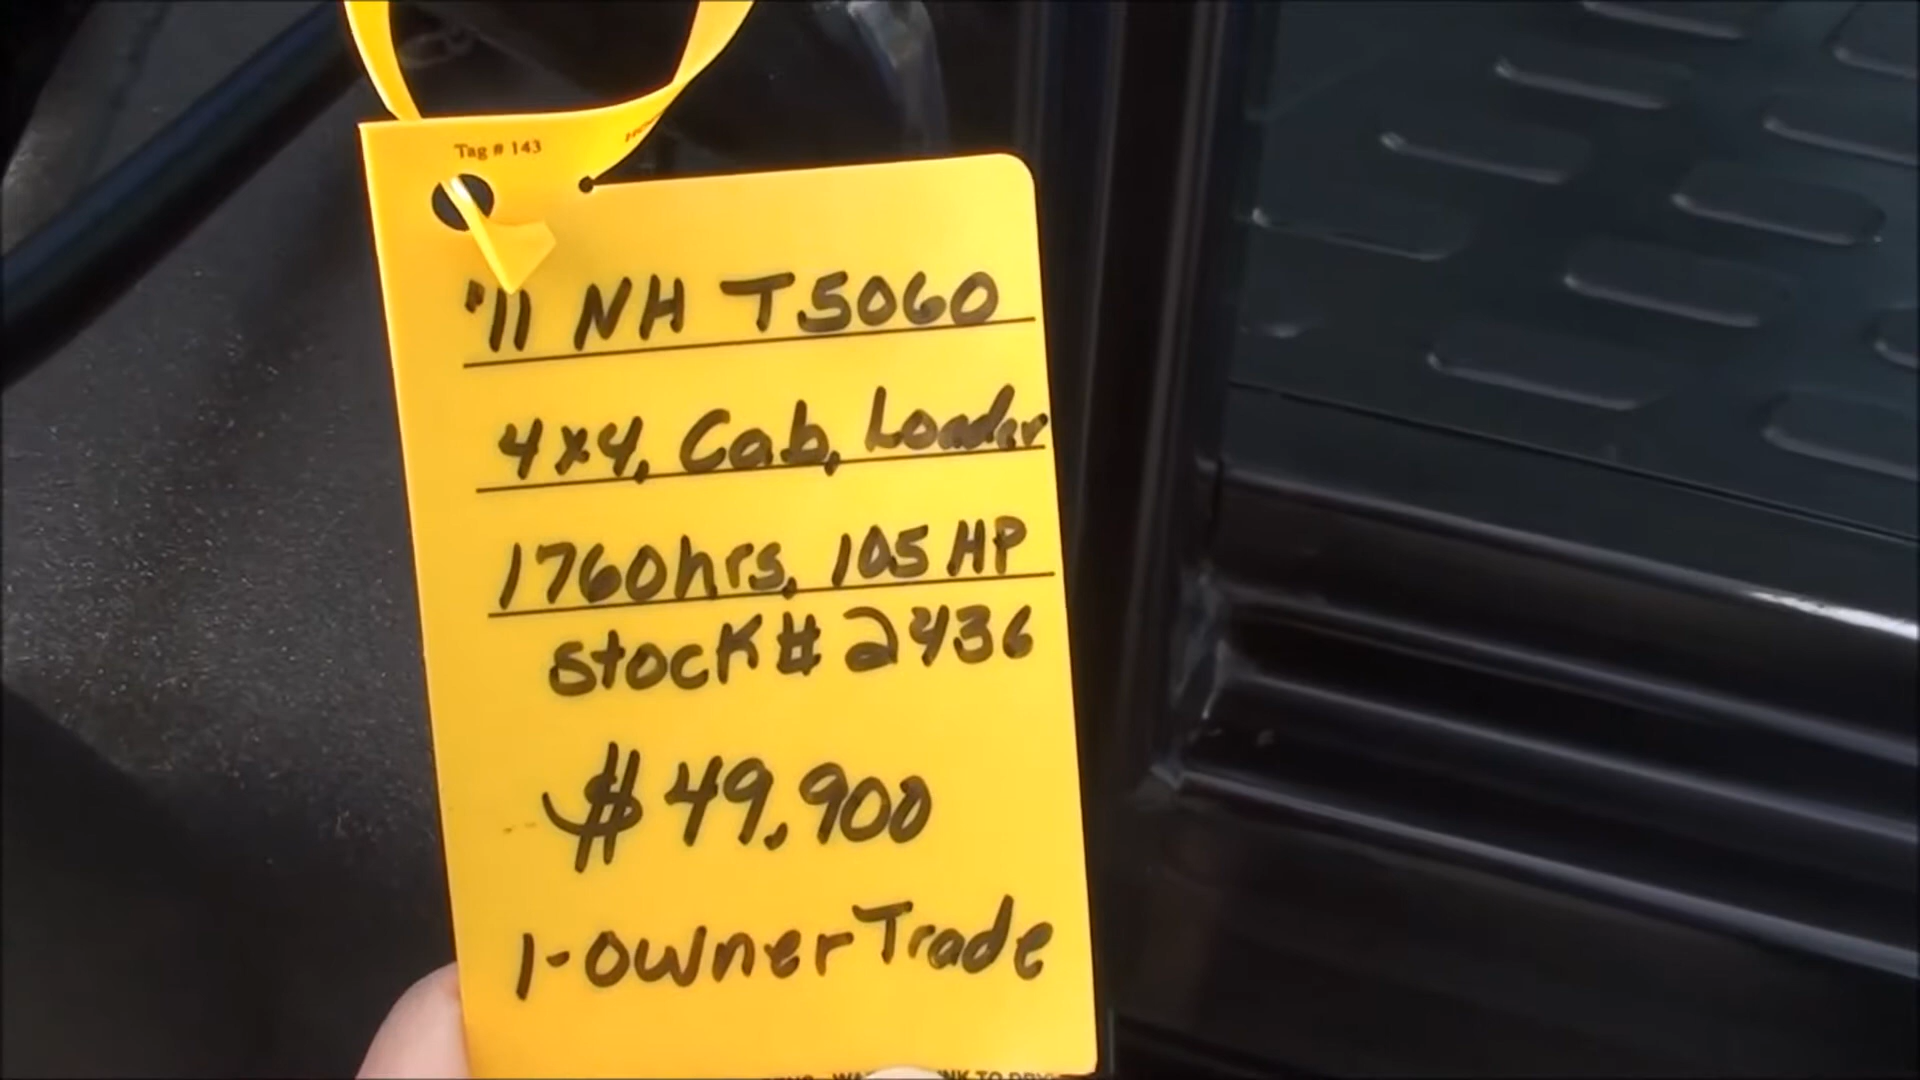 Tag # 143
'11 NH T5060
4x4, Cab, Loader
1760hrs, 105 HP
Stock# 2436
$49,900
1-Owner Trade